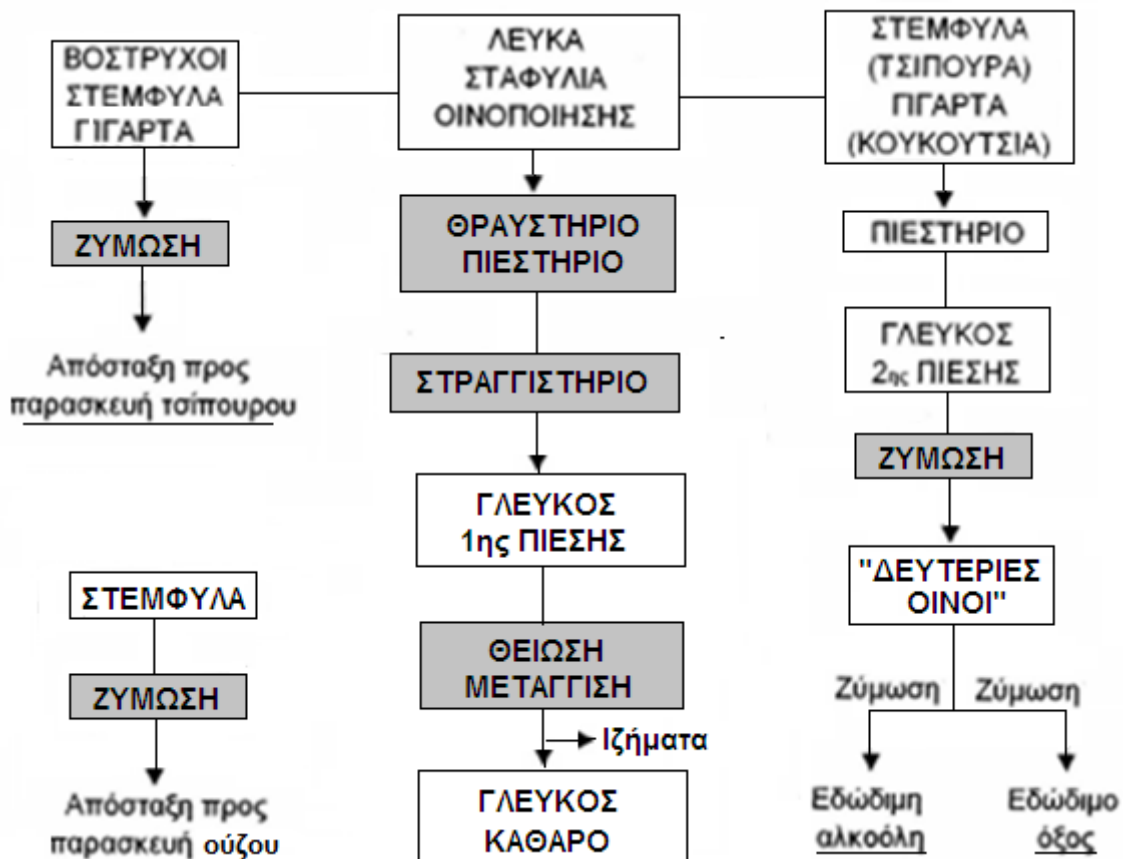 ΒΟΣΤΡΥΧΟΙ
ΣΤΕΜΦΥΛΑ
ΓΙΓΑΡΤΑ
ΖΥΜΩΣΗ
Απόσταξη προς
παρασκευή τσίπουρου
ΣΤΕΜΦΥΛΑ
ΖΥΜΩΣΗ
Απόσταξη προς
παρασκευή ούζου
ΛΕΥΚΑ
ΣΤΑΦΥΛΙΑ
ΟΙΝΟΠΟΙΗΣΗΣ
ΘΡΑΥΣΤΗΡΙΟ
ΠΙΕΣΤΗΡΙΟ
ΣΤΡΑΓΓΙΣΤΗΡΙΟ
ΓΛΕΥΚΟΣ
1ης ΠΙΕΣΗΣ
ΘΕΙΩΣΗ
ΜΕΤΑΓΓΙΣΗ
Ιζήματα
ΓΛΕΥΚΟΣ
ΚΑΘΑΡΟ
ΣΤΕΜΦΥΛΑ
(ΤΣΙΠΟΥΡΑ)
ΓΙΓΑΡΤΑ
(ΚΟΥΚΟΥΤΣΙΑ)
ΠΙΕΣΤΗΡΙΟ
ΓΛΕΥΚΟΣ
2ης ΠΙΕΣΗΣ
ΖΥΜΩΣΗ
"ΔΕΥΤΕΡΙΕΣ
ΟΙΝΟΙ"
Ζύμωση Ζύμωση
Εδώδιμη
αλκοόλη
Εδώδιμο
όξος